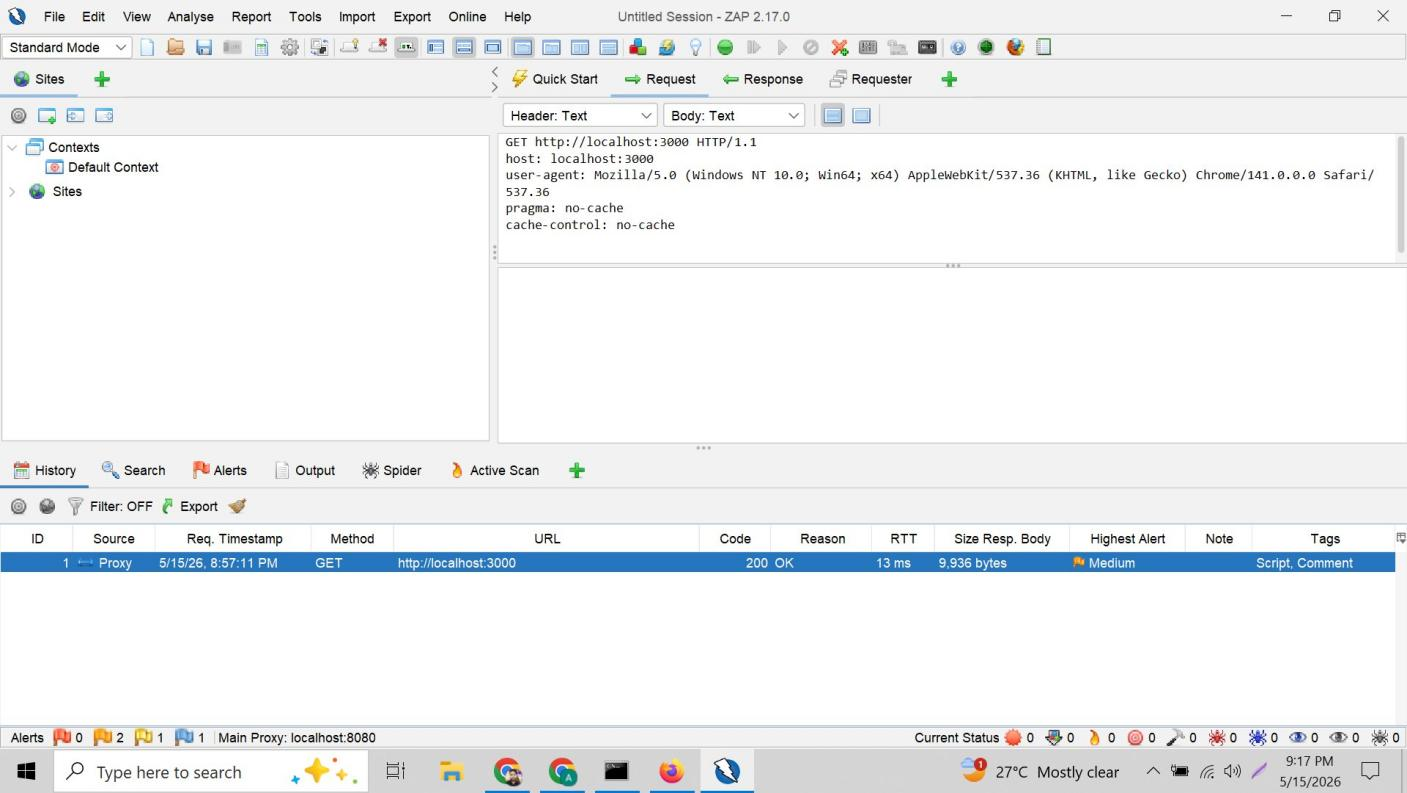 File Edit View Analyse Report Tools Import Export Online Help Untitled Session - ZAP 2.17.0
Standard Mode
Sites
Quick Start Request Response Requester
Header: Text Body: Text
Contexts
Default Context
Sites
GET http://localhost:3000 HTTP/1.1
host: localhost:3000
user-agent: Mozilla/5.0 (Windows NT 10.0; Win64; x64) AppleWebKit/537.36 (KHTML, like Gecko) Chrome/141.0.0.0 Safari/
537.36
pragma: no-cache
cache-control: no-cache
History Search Alerts Output Spider Active Scan
Filter: OFF Export
ID Source Req. Timestamp Method URL Code Reason RTT Size Resp. Body Highest Alert Note Tags
1 Proxy 5/15/26, 8:57:11 PM GET http://localhost:3000 200 OK 13 ms 9,936 bytes Medium Script, Comment
Alerts 0 2 1 1 Main Proxy: localhost:8080 Current Status 0 0 0 0 0 0 0 0 0 0
Type here to search 1 27°C Mostly clear 9:17 PM
5/15/2026